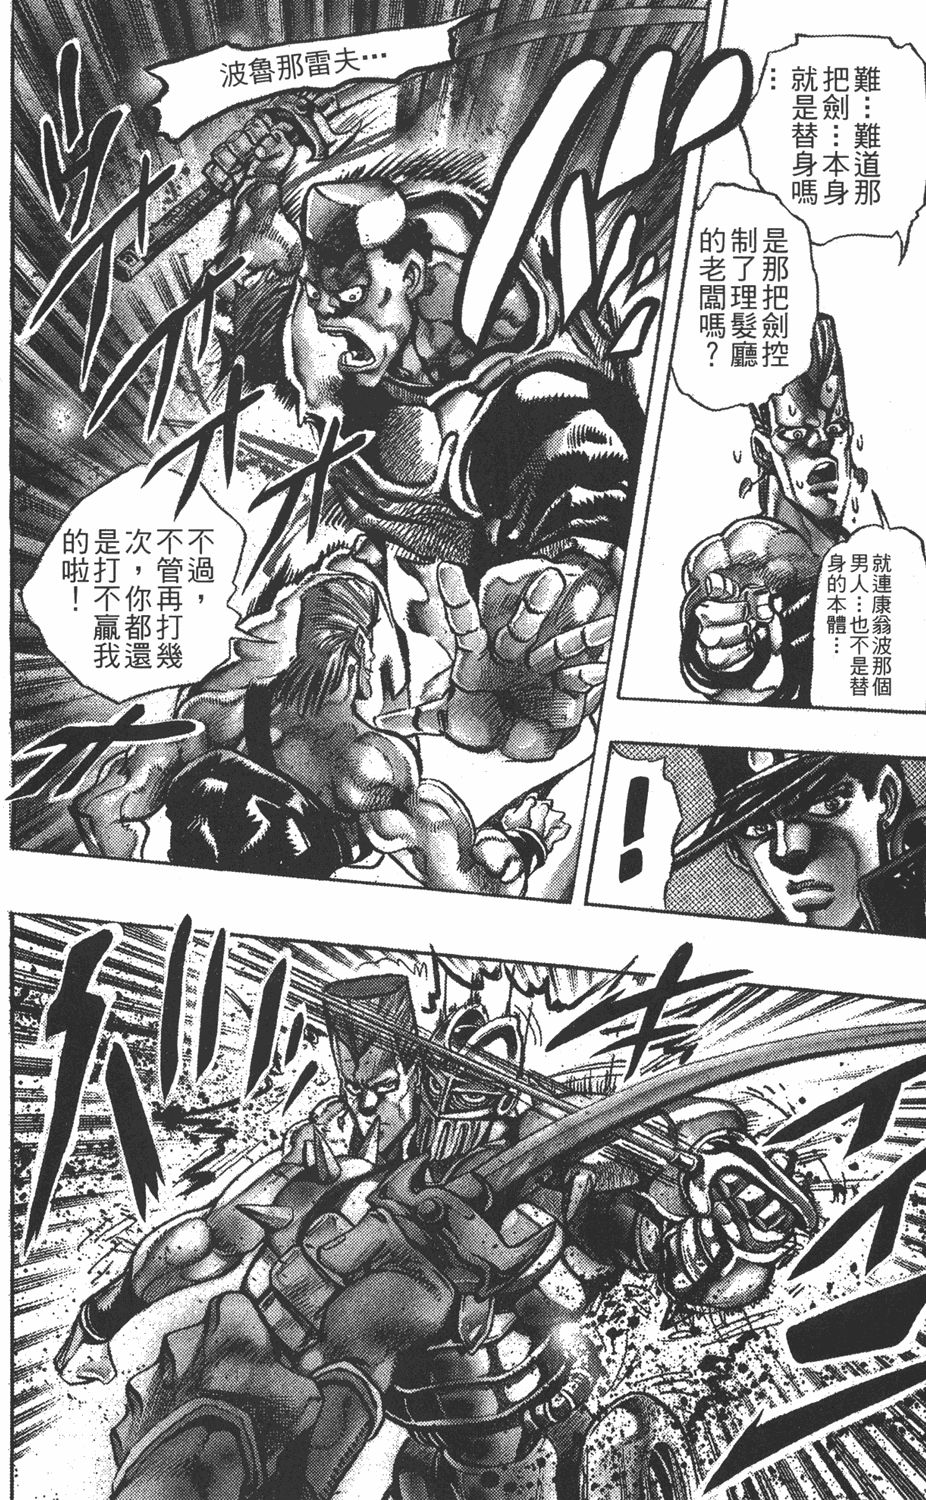 難…難道那
把劍…本身
就是替身嗎
…
是那把劍控
制了理髮廳
的老闆嗎？
就連康翁波那個
男人…也不是替
身的本體…
波魯那雷夫…
不過，
不管再打幾
次，你都還
是打不贏我
的啦！
！